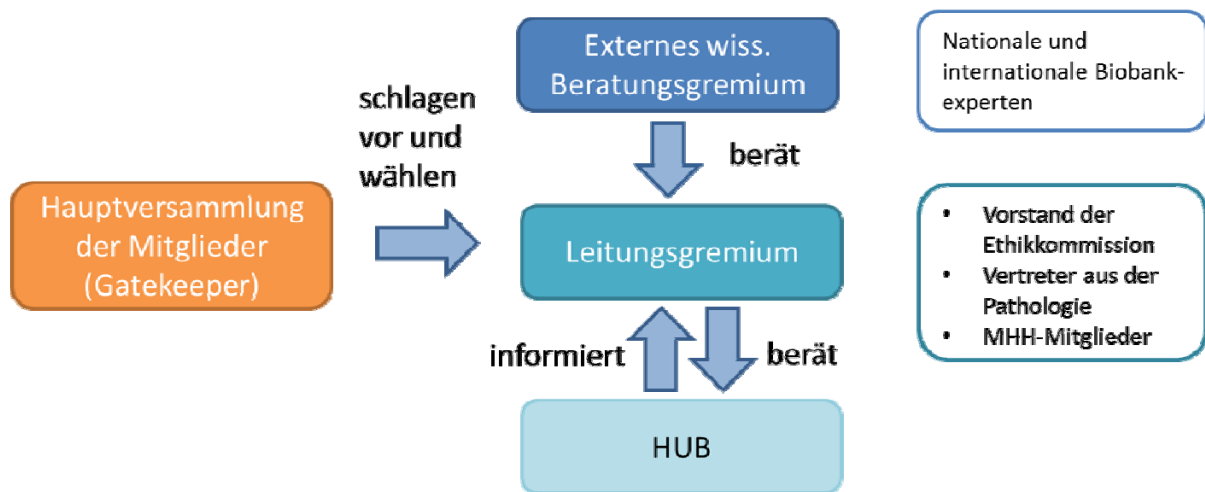 Externes wiss.
Beratungsgremium
Nationale und
internationale Biobank-
experten
schlagen
vor und
wählen
berät
Hauptversammlung
der Mitglieder
(Gatekeeper)
Leitungsgremium
• Vorstand der
Ethikkommission
• Vertreter aus der
Pathologie
• MHH-Mitglieder
informiert
berät
HUB